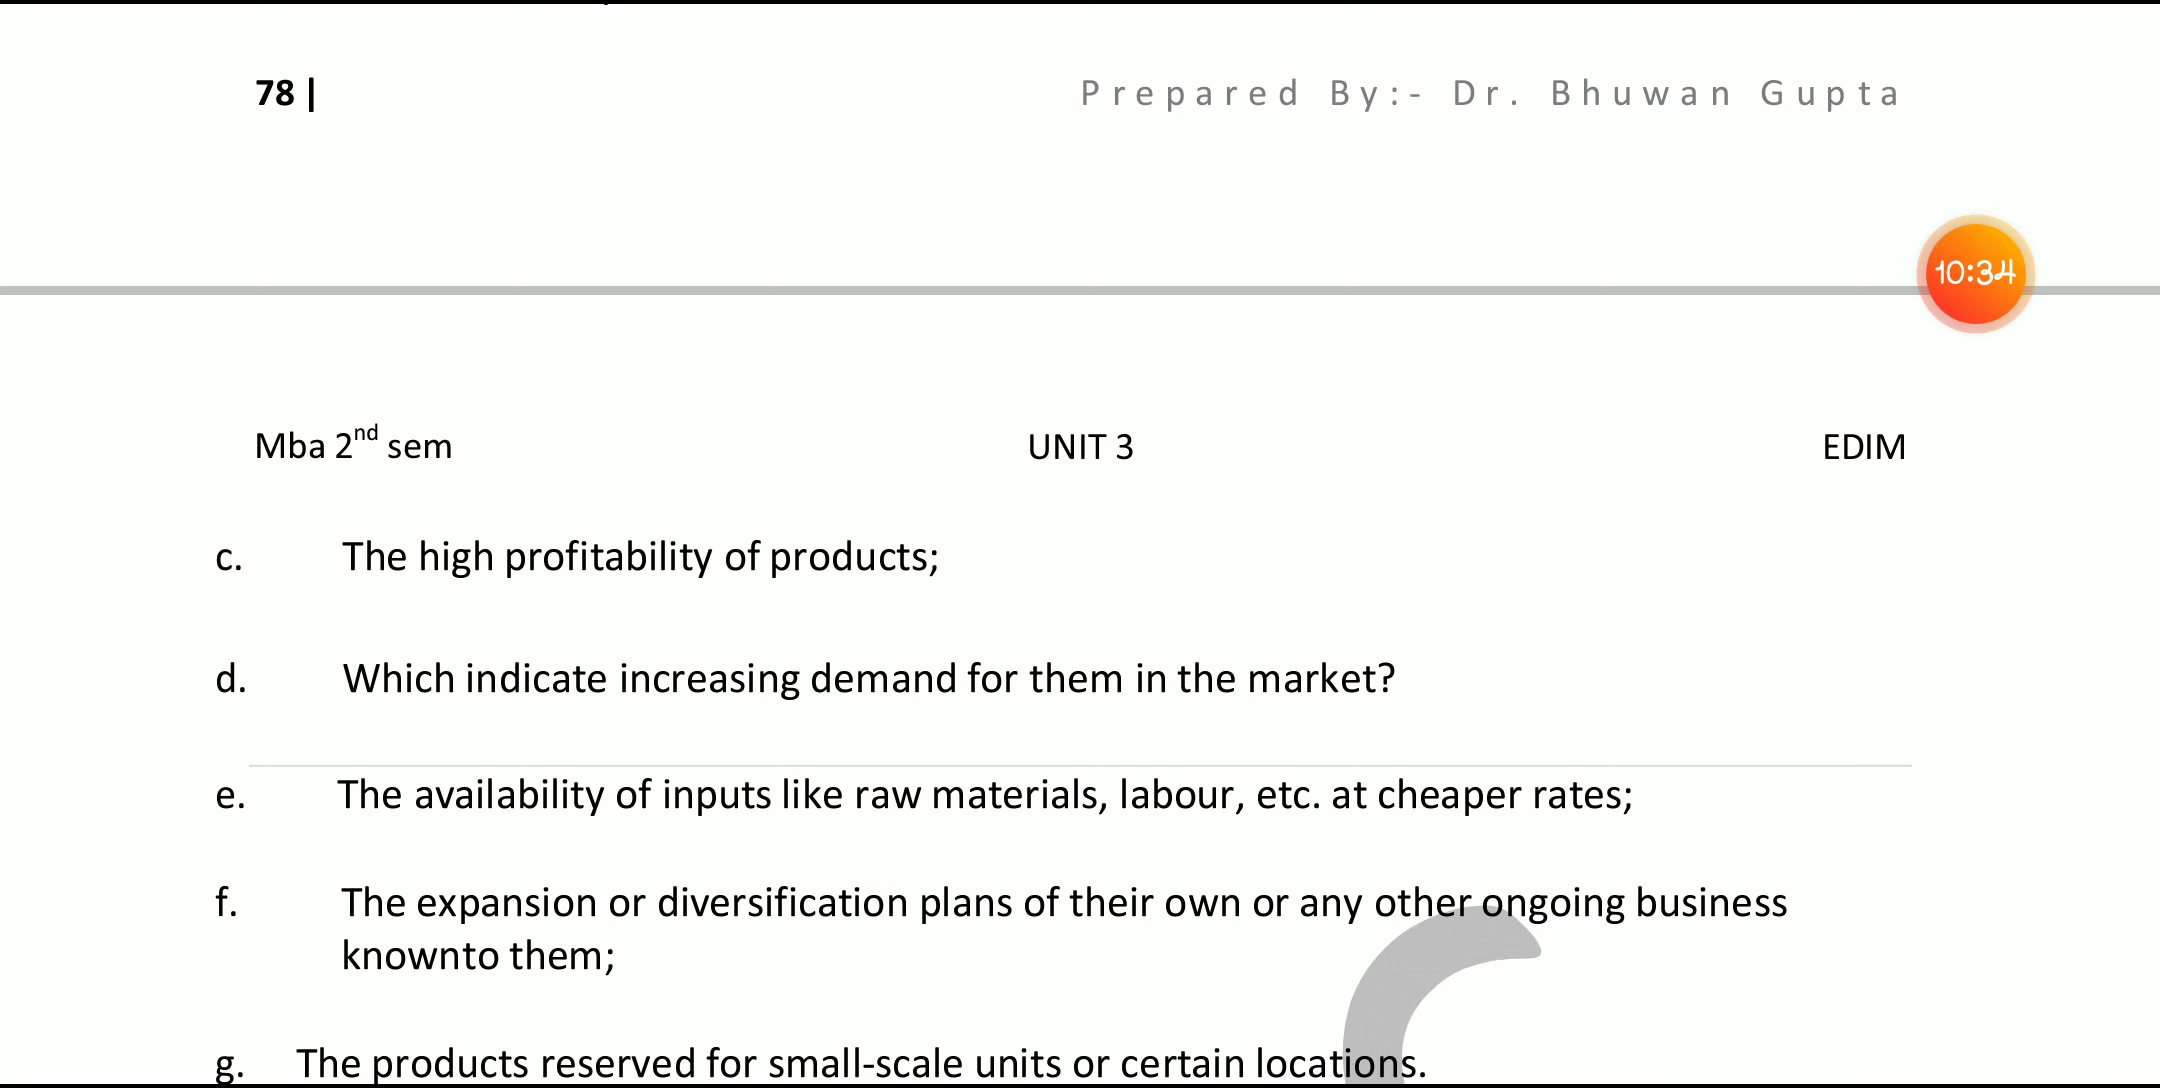 78 | Prepared By:- Dr. Bhuwan Gupta
10:34
Mba 2nd sem UNIT 3 EDIM
c. The high profitability of products;
d. Which indicate increasing demand for them in the market?
e. The availability of inputs like raw materials, labour, etc. at cheaper rates;
f. The expansion or diversification plans of their own or any other ongoing business
knownto them;
g. The products reserved for small-scale units or certain locations.